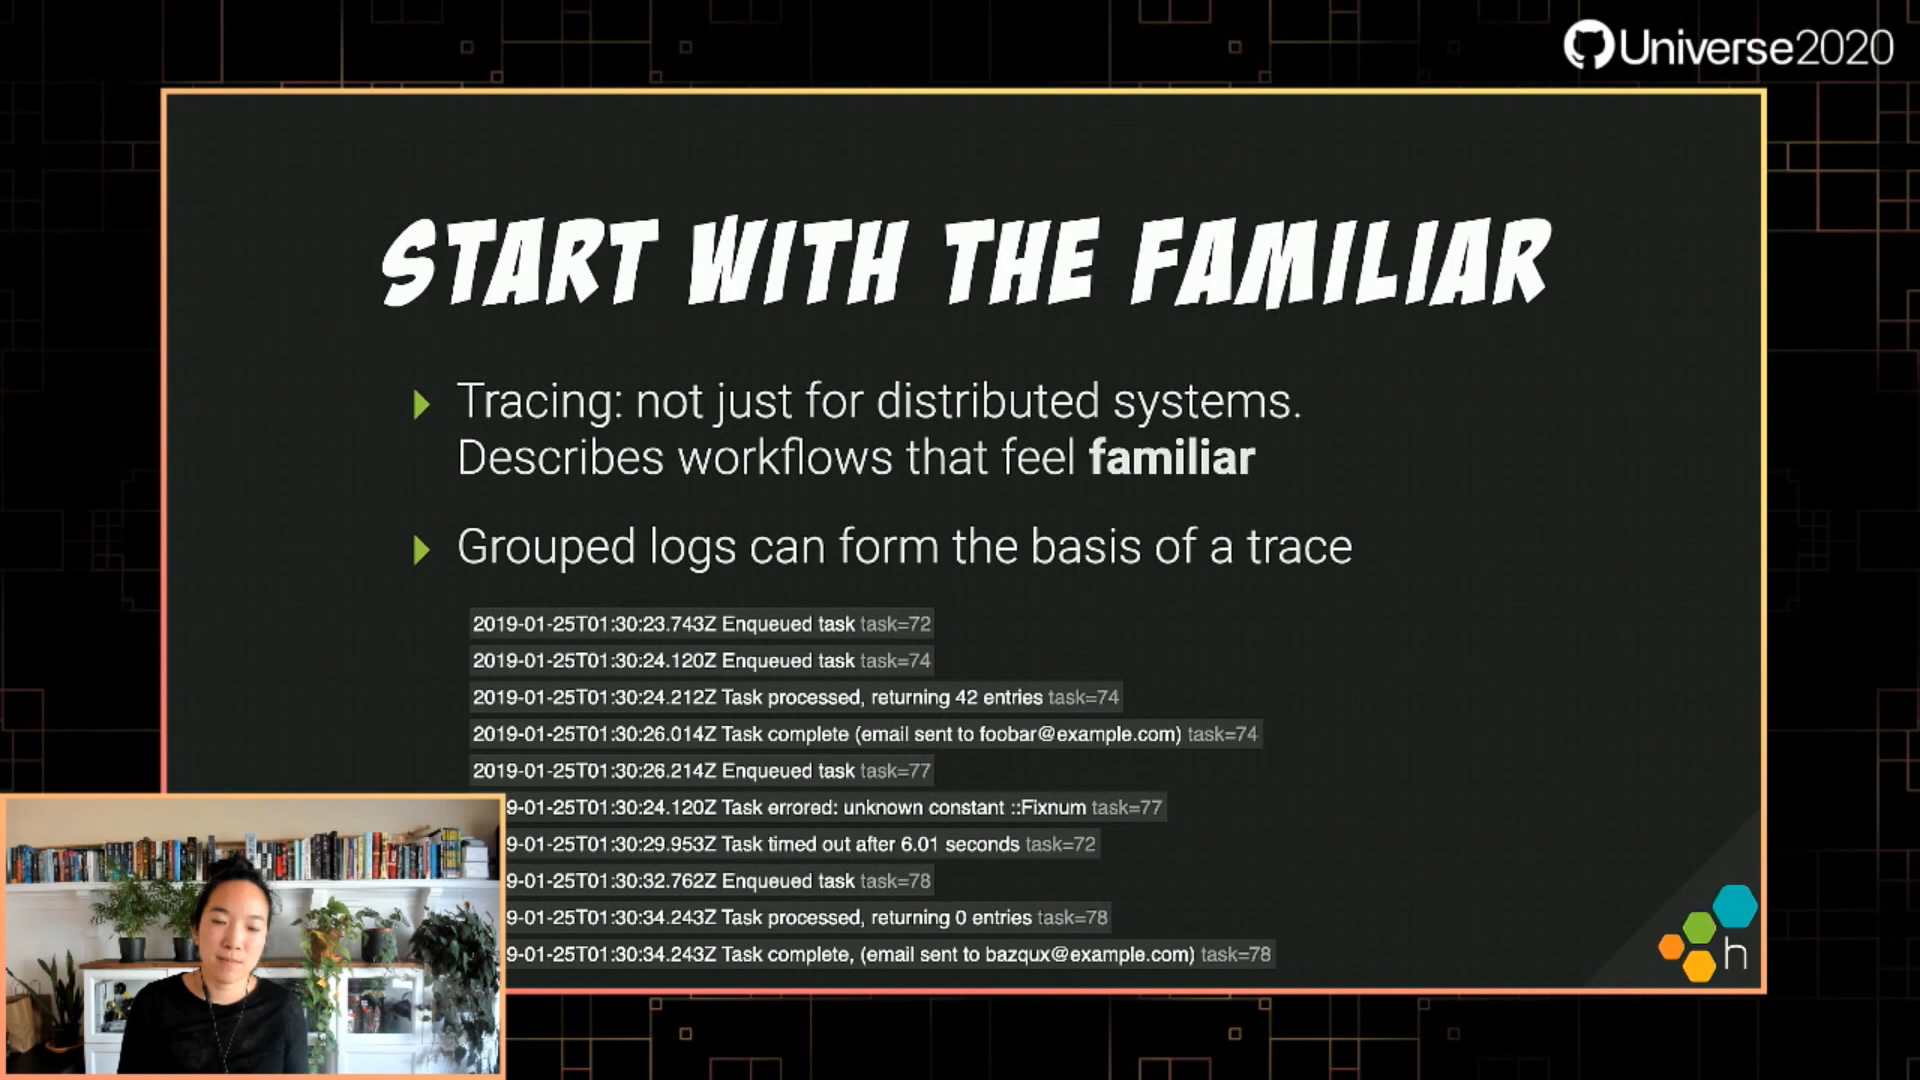 Universe2020
START WITH THE FAMILIAR
Tracing: not just for distributed systems.
Describes workflows that feel familiar
Grouped logs can form the basis of a trace
2019-01-25T01:30:23.743Z Enqueued task task=72
2019-01-25T01:30:24.120Z Enqueued task task=74
2019-01-25T01:30:24.212Z Task processed, returning 42 entries task=74
2019-01-25T01:30:26.014Z Task complete (email sent to foobar@example.com) task=74
2019-01-25T01:30:26.214Z Enqueued task task=77
9-01-25T01:30:24.120Z Task errored: unknown constant ::Fixnum task=77
9-01-25T01:30:29.953Z Task timed out after 6.01 seconds task=72
9-01-25T01:30:32.762Z Enqueued task task=78
9-01-25T01:30:34.243Z Task processed, returning 0 entries task=78
9-01-25T01:30:34.243Z Task complete, (email sent to bazqux@example.com) task=78
h